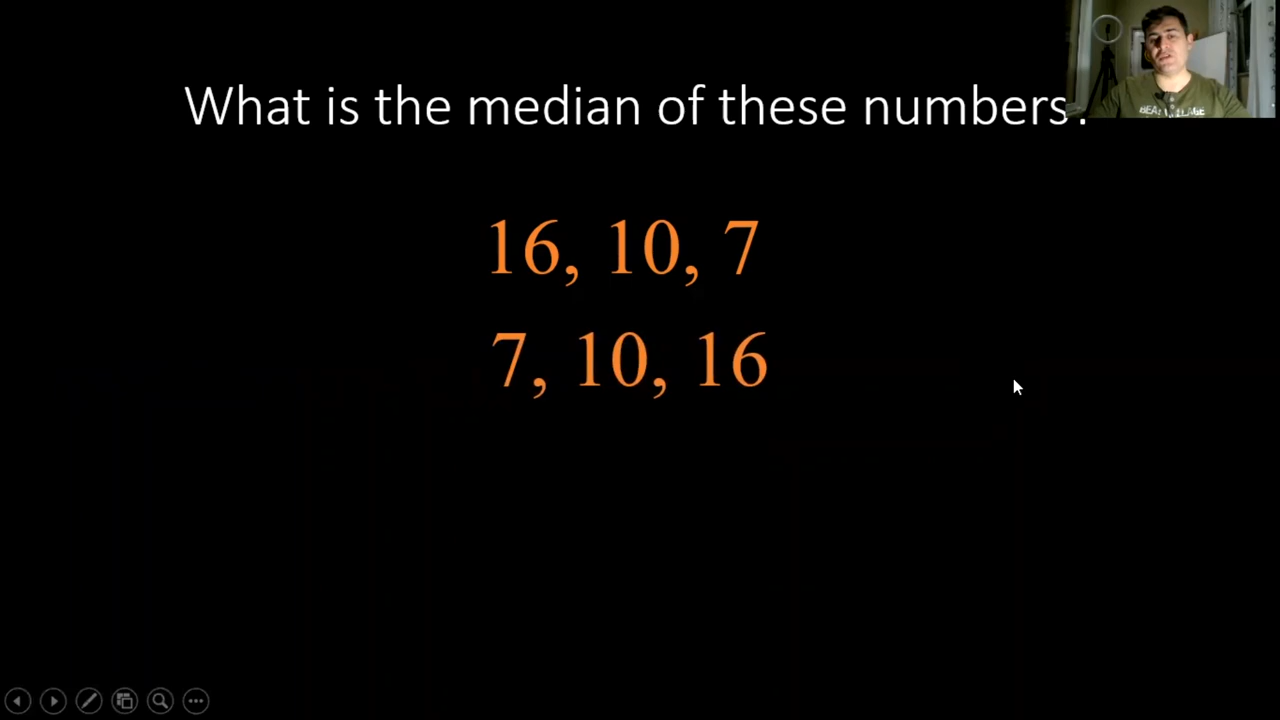 What is the median of these numbers?
16, 10, 7
7, 10, 16